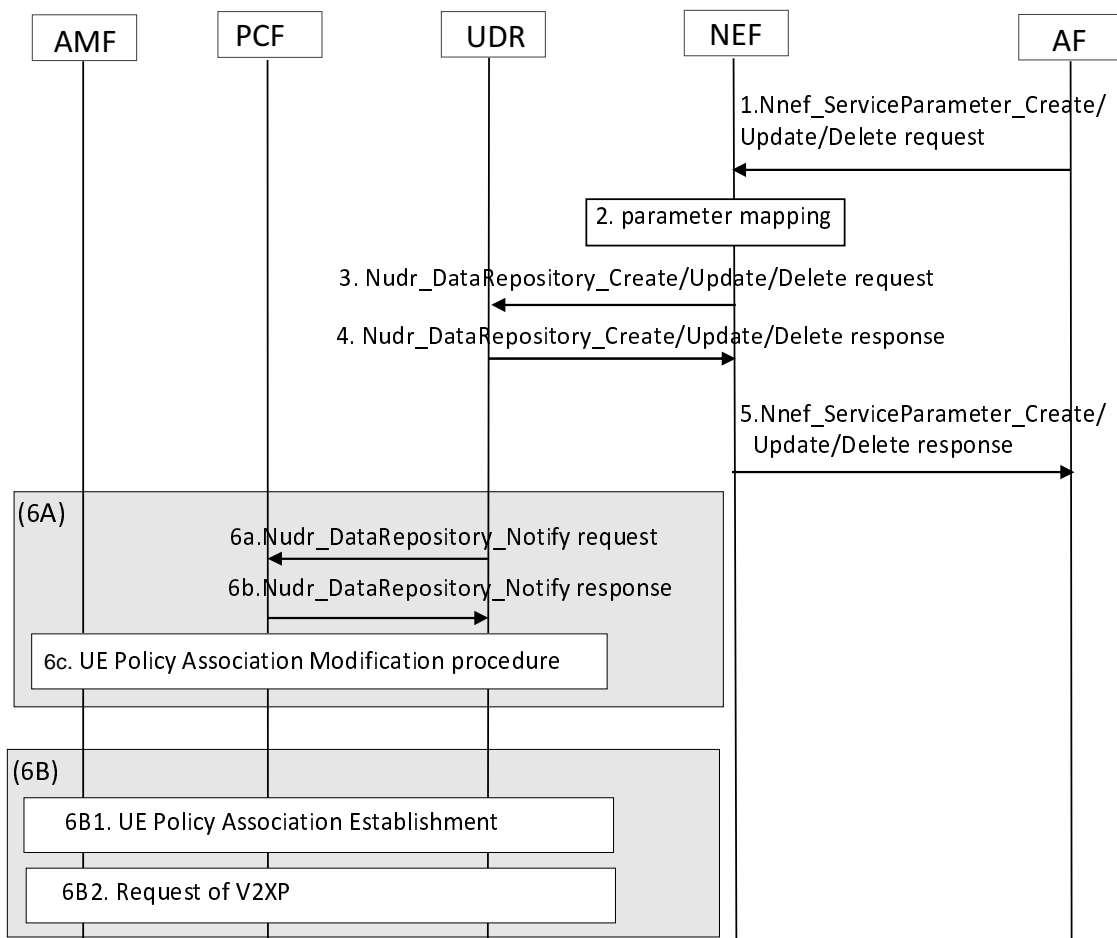 AMF
PCF
UDR
NEF
AF
1.Nnef_ServiceParameter_Create/
Update/Delete request
2. parameter mapping
3. Nudr_DataRepository_Create/Update/Delete request
4. Nudr_DataRepository_Create/Update/Delete response
5.Nnef_ServiceParameter_Create/
Update/Delete response
(6A)
6a.Nudr_DataRepository_Notify request
6b.Nudr_DataRepository_Notify response
6c. UE Policy Association Modification procedure
(6B)
6B1. UE Policy Association Establishment
6B2. Request of V2XP